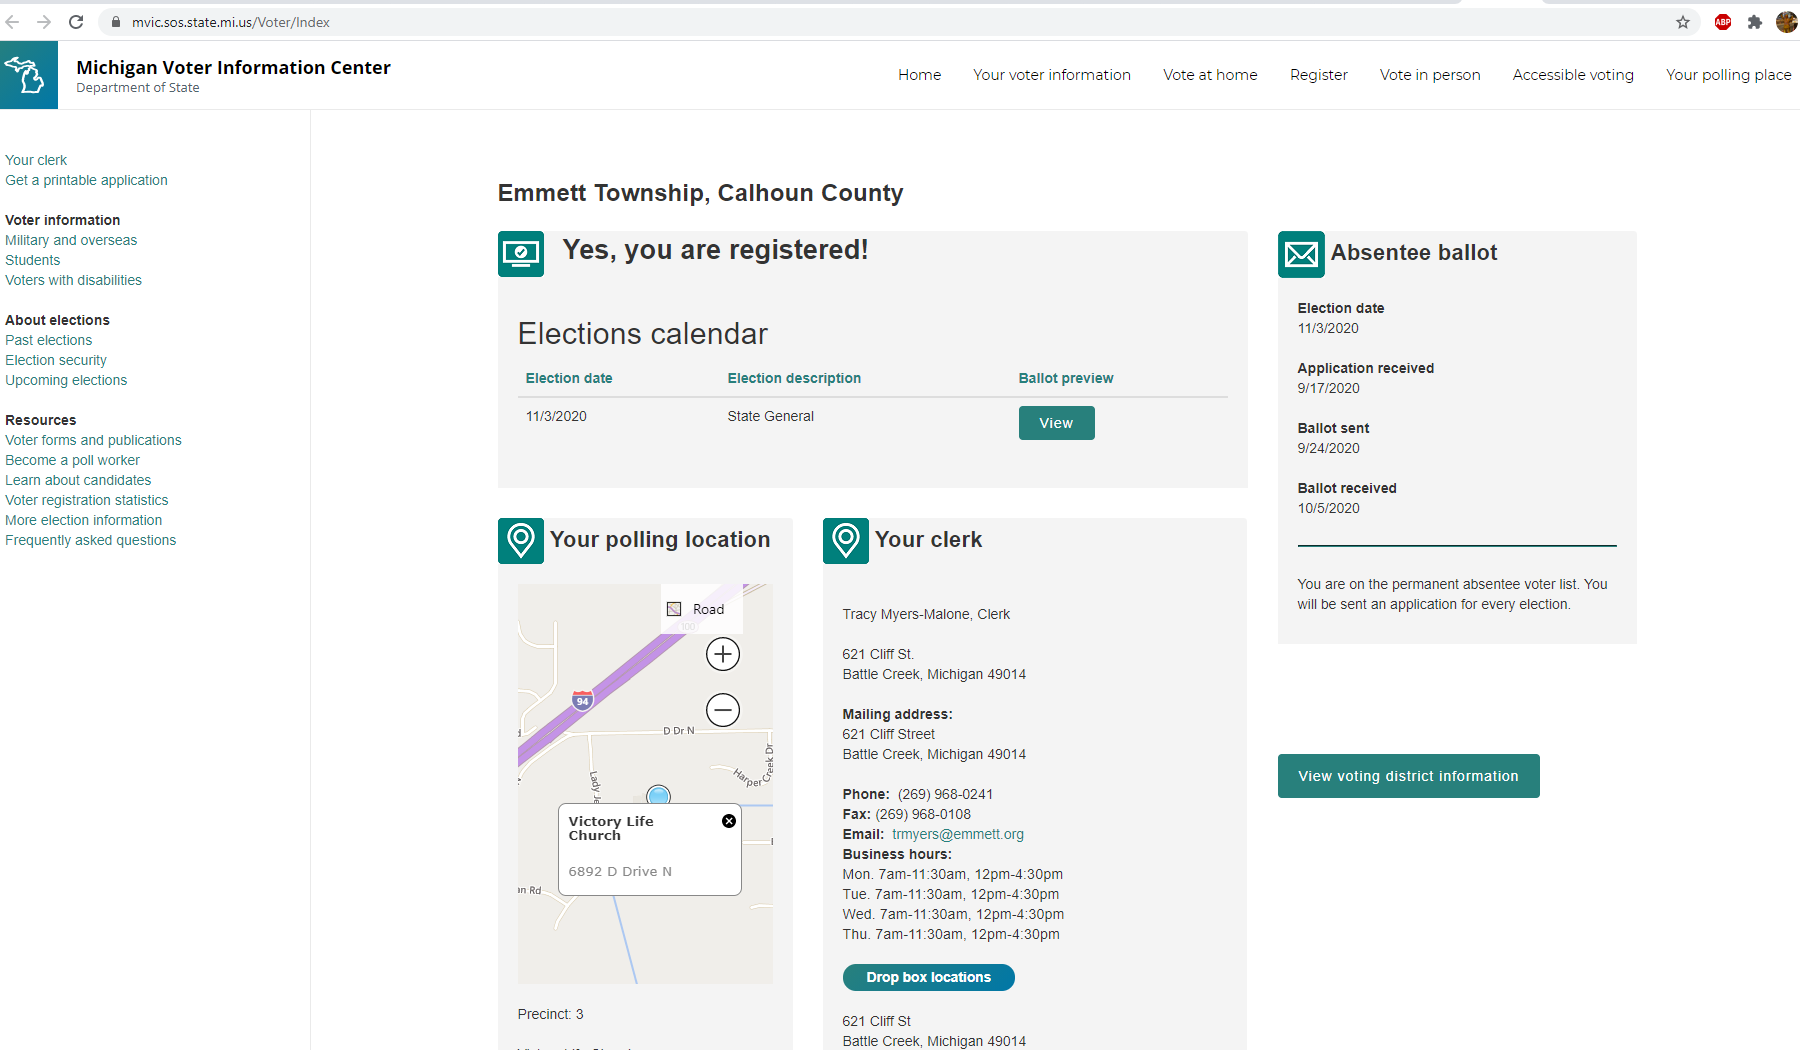 mvic.sos.state.mi.us/Voter/Index
ABP
Michigan Voter Information Center
Department of State
Home
Your voter information
Vote at home
Register
Vote in person
Accessible voting
Your polling place
Your clerk
Get a printable application
Voter information
Military and overseas
Students
Voters with disabilities
About elections
Past elections
Election security
Upcoming elections
Resources
Voter forms and publications
Become a poll worker
Learn about candidates
Voter registration statistics
More election information
Frequently asked questions
Emmett Township, Calhoun County
Yes, you are registered!
Elections calendar
Election date Election description Ballot preview
11/3/2020 State General View
Your polling location
Road
100
94
D Dr N
Harper Creek Dr
Lady Je
Victory Life
Church
6892 D Drive N
an Rd
Precinct: 3
Your clerk
Tracy Myers-Malone, Clerk
621 Cliff St.
Battle Creek, Michigan 49014
Mailing address:
621 Cliff Street
Battle Creek, Michigan 49014
Phone: (269) 968-0241
Fax: (269) 968-0108
Email: trmyers@emmett.org
Business hours:
Mon. 7am-11:30am, 12pm-4:30pm
Tue. 7am-11:30am, 12pm-4:30pm
Wed. 7am-11:30am, 12pm-4:30pm
Thu. 7am-11:30am, 12pm-4:30pm
Drop box locations
621 Cliff St
Battle Creek, Michigan 49014
Absentee ballot
Election date
11/3/2020
Application received
9/17/2020
Ballot sent
9/24/2020
Ballot received
10/5/2020
You are on the permanent absentee voter list. You
will be sent an application for every election.
View voting district information